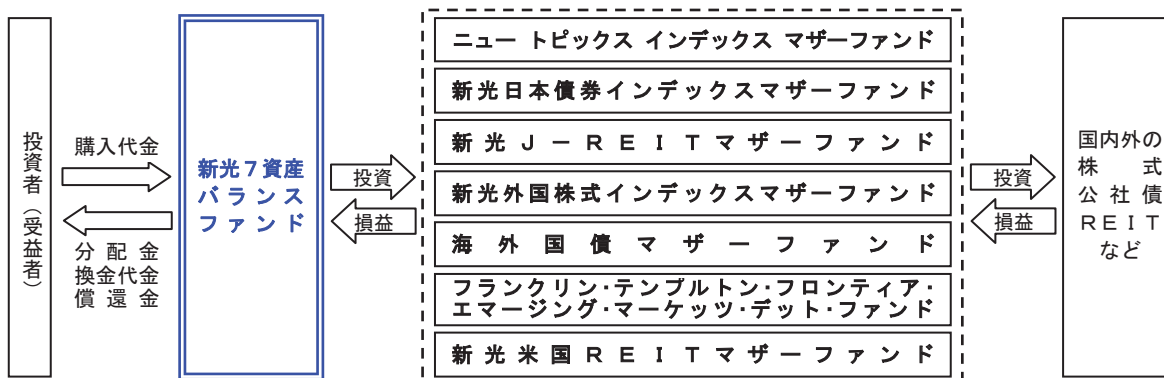 投資者（受益者）
購入代金
分配金
換金代金
償還金
新光７資産
バランス
ファンド
投資
損益
ニュー トピックス インデックス マザーファンド
新光日本債券インデックスマザーファンド
新光Ｊ－ＲＥＩＴマザーファンド
新光外国株式インデックスマザーファンド
海外国債マザーファンド
フランクリン・テンプルトン・フロンティア・
エマージング・マーケッツ・デット・ファンド
新光米国ＲＥＩＴマザーファンド
投資
損益
国内外の
株式
公社債
ＲＥＩＴ
など